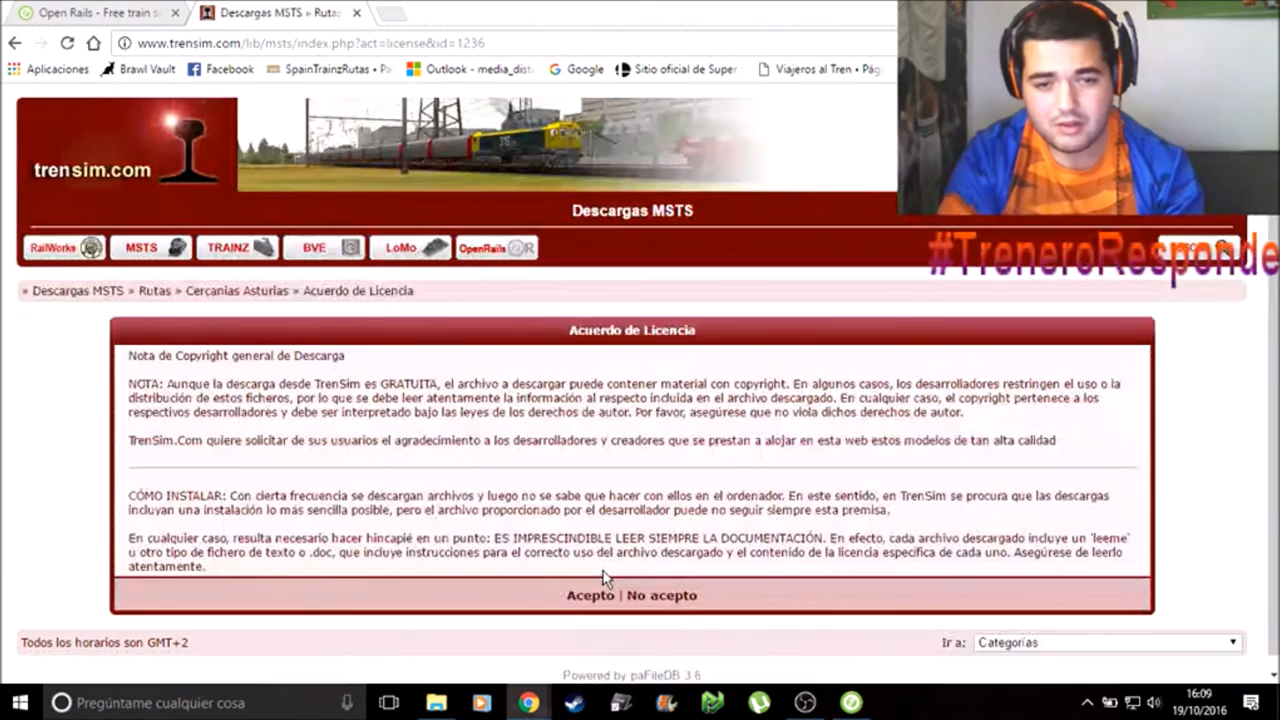 Open Rails - Free train s
Descargas MSTS » Rutas
www.trensim.com/lib/msts/index.php?act=license&id=1236
Aplicaciones
Brawl Vault
Facebook
SpainTrainzRutas • Pa
Outlook - media_dist
Google
Sitio oficial de Super
Viajeros al Tren • Pág
trensim.com
Descargas MSTS
RailWorks
MSTS
TRAINZ
BVE
LoMo
OpenRails
#TreneroResponde
» Descargas MSTS » Rutas » Cercanias Asturias » Acuerdo de Licencia
Acuerdo de Licencia
Nota de Copyright general de Descarga
NOTA: Aunque la descarga desde TrenSim es GRATUITA, el archivo a descargar puede contener material con copyright. En algunos casos, los desarrolladores restringen el uso o la
distribución de estos ficheros, por lo que se debe leer atentamente la información al respecto incluida en el archivo descargado. En cualquier caso, el copyright pertenece a los
respectivos desarrolladores y debe ser interpretado bajo las leyes de los derechos de autor. Por favor, asegúrese que no viola dichos derechos de autor.
TrenSim.Com quiere solicitar de sus usuarios el agradecimiento a los desarrolladores y creadores que se prestan a alojar en esta web estos modelos de tan alta calidad
CÓMO INSTALAR: Con cierta frecuencia se descargan archivos y luego no se sabe que hacer con ellos en el ordenador. En este sentido, en TrenSim se procura que las descargas
incluyan una instalación lo más sencilla posible, pero el archivo proporcionado por el desarrollador puede no seguir siempre esta premisa.
En cualquier caso, resulta necesario hacer hincapié en un punto: ES IMPRESCINDIBLE LEER SIEMPRE LA DOCUMENTACIÓN. En efecto, cada archivo descargado incluye un 'leeme'
u otro tipo de fichero de texto o .doc, que incluye instrucciones para el correcto uso del archivo descargado y el contenido de la licencia específica de cada uno. Asegúrese de leerlo
atentamente.
Acepto | No acepto
Todos los horarios son GMT+2
Ir a:
Categorías
Powered by paFileDB 3.6
Pregúntame cualquier cosa
16:09
19/10/2016